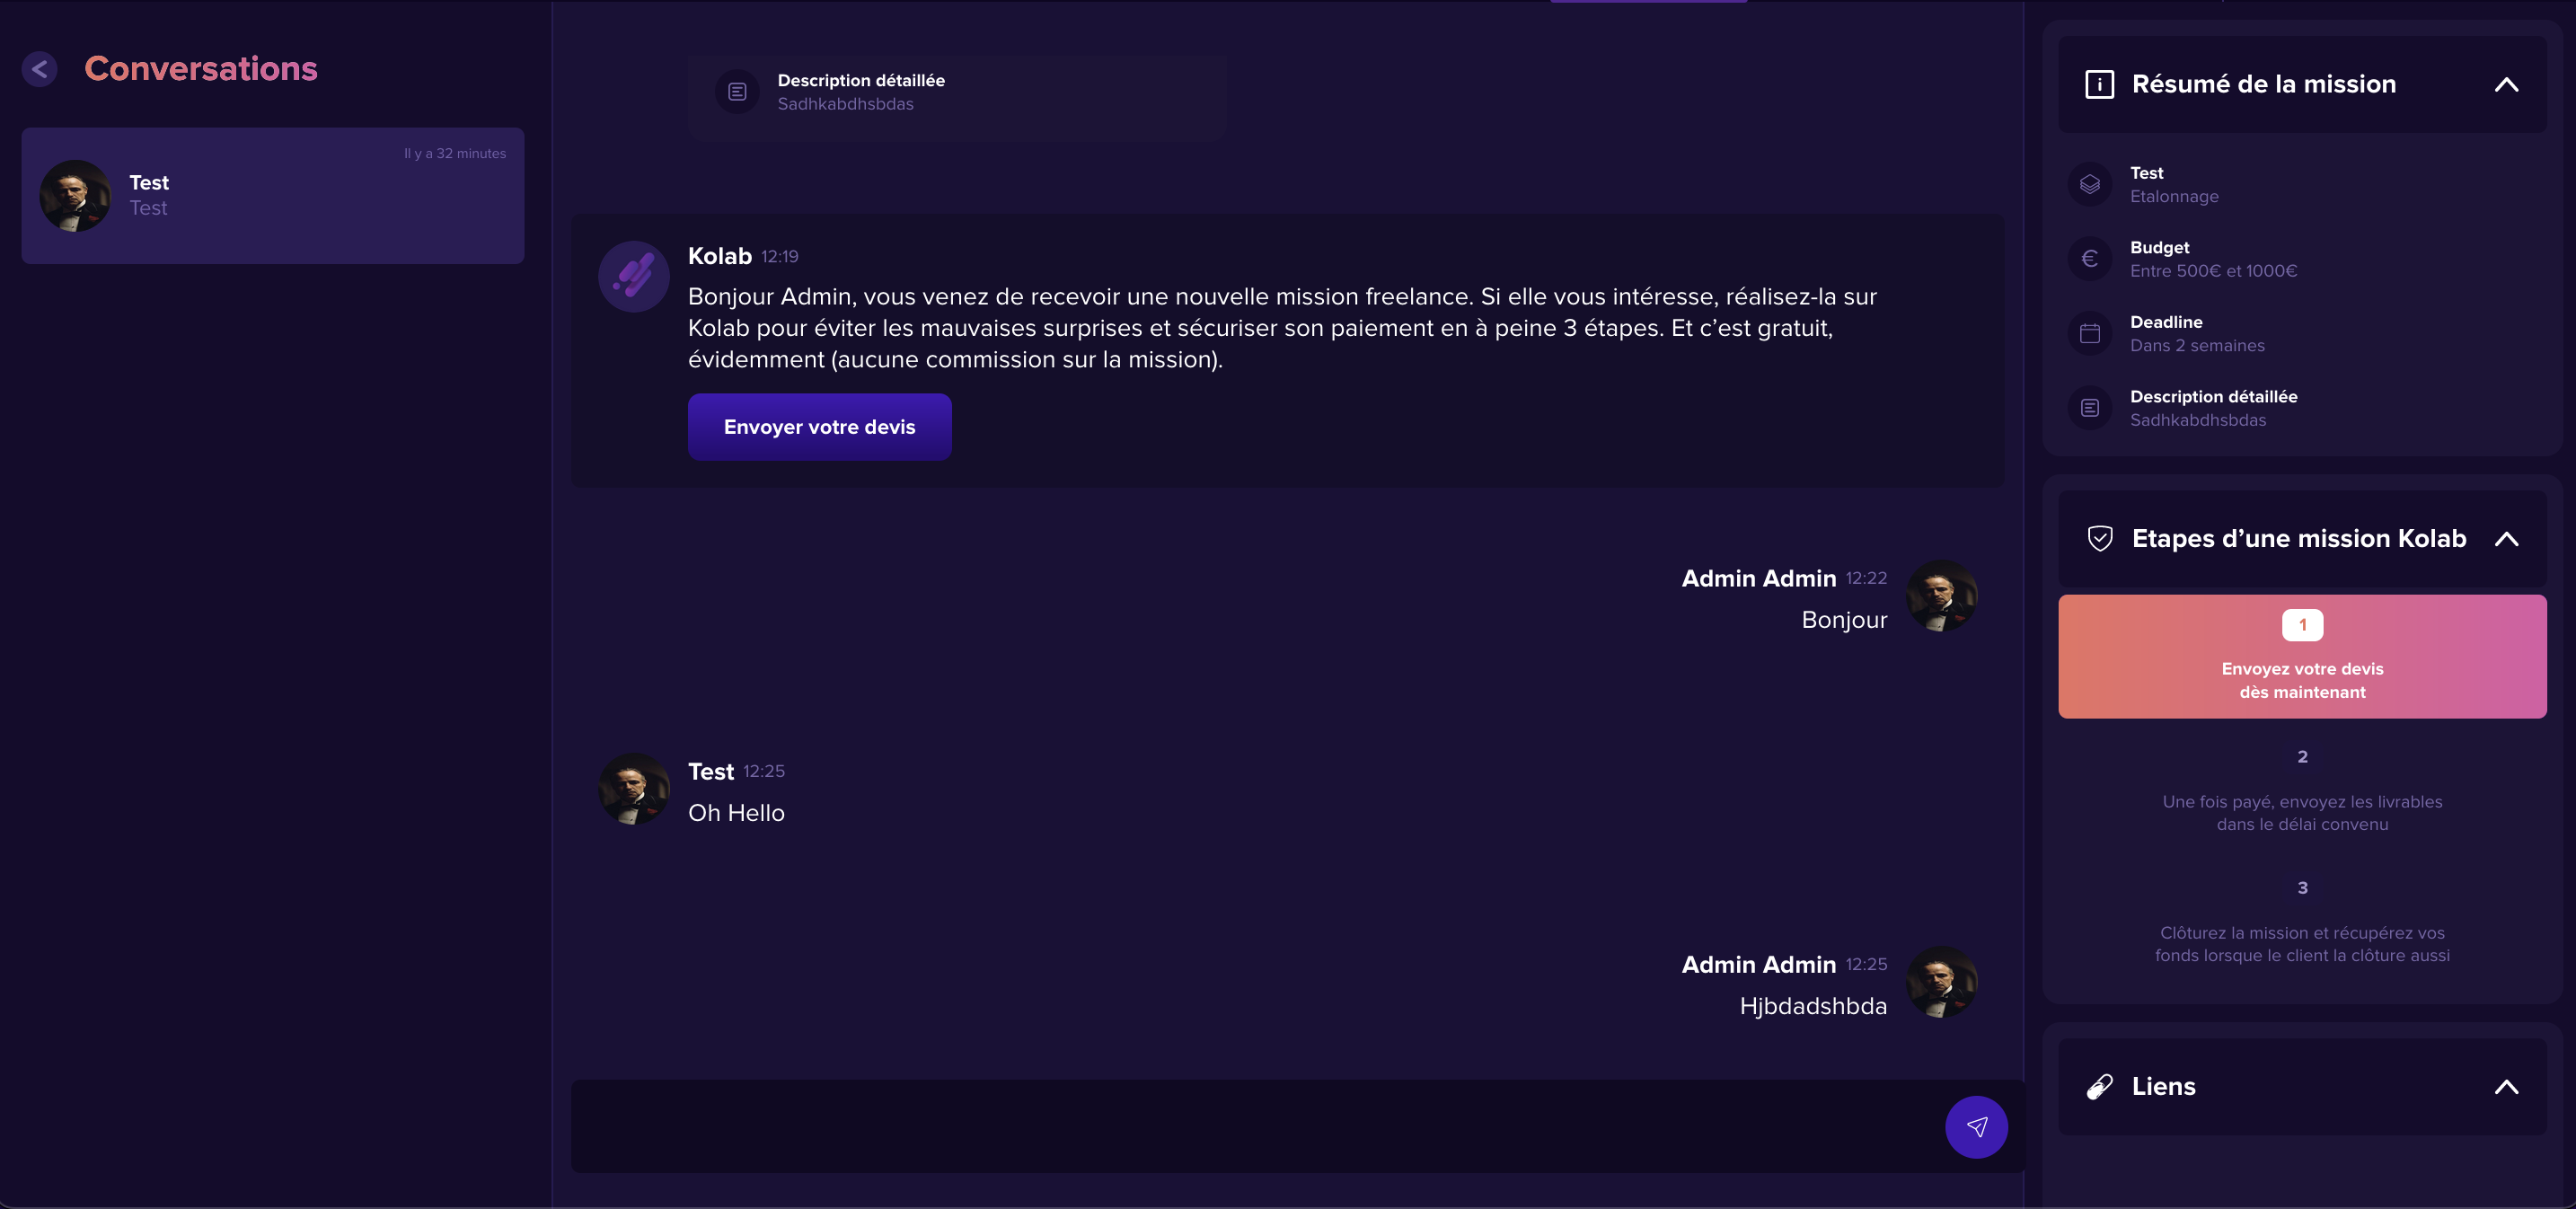 Conversations
Il y a 32 minutes
Test
Test
Description détaillée
Sadhkabdhsbdas
Kolab 12:19
Bonjour Admin, vous venez de recevoir une nouvelle mission freelance. Si elle vous intéresse, réalisez-la sur
Kolab pour éviter les mauvaises surprises et sécuriser son paiement en à peine 3 étapes. Et c’est gratuit,
évidemment (aucune commission sur la mission).
Envoyer votre devis
Admin Admin 12:22
Bonjour
Test 12:25
Oh Hello
Admin Admin 12:25
Hjbdadshbda
Résumé de la mission
Test
Etalonnage
Budget
Entre 500€ et 1000€
Deadline
Dans 2 semaines
Description détaillée
Sadhkabdhsbdas
Etapes d’une mission Kolab
1
Envoyez votre devis
dès maintenant
2
Une fois payé, envoyez les livrables
dans le délai convenu
3
Clôturez la mission et récupérez vos
fonds lorsque le client la clôture aussi
Liens